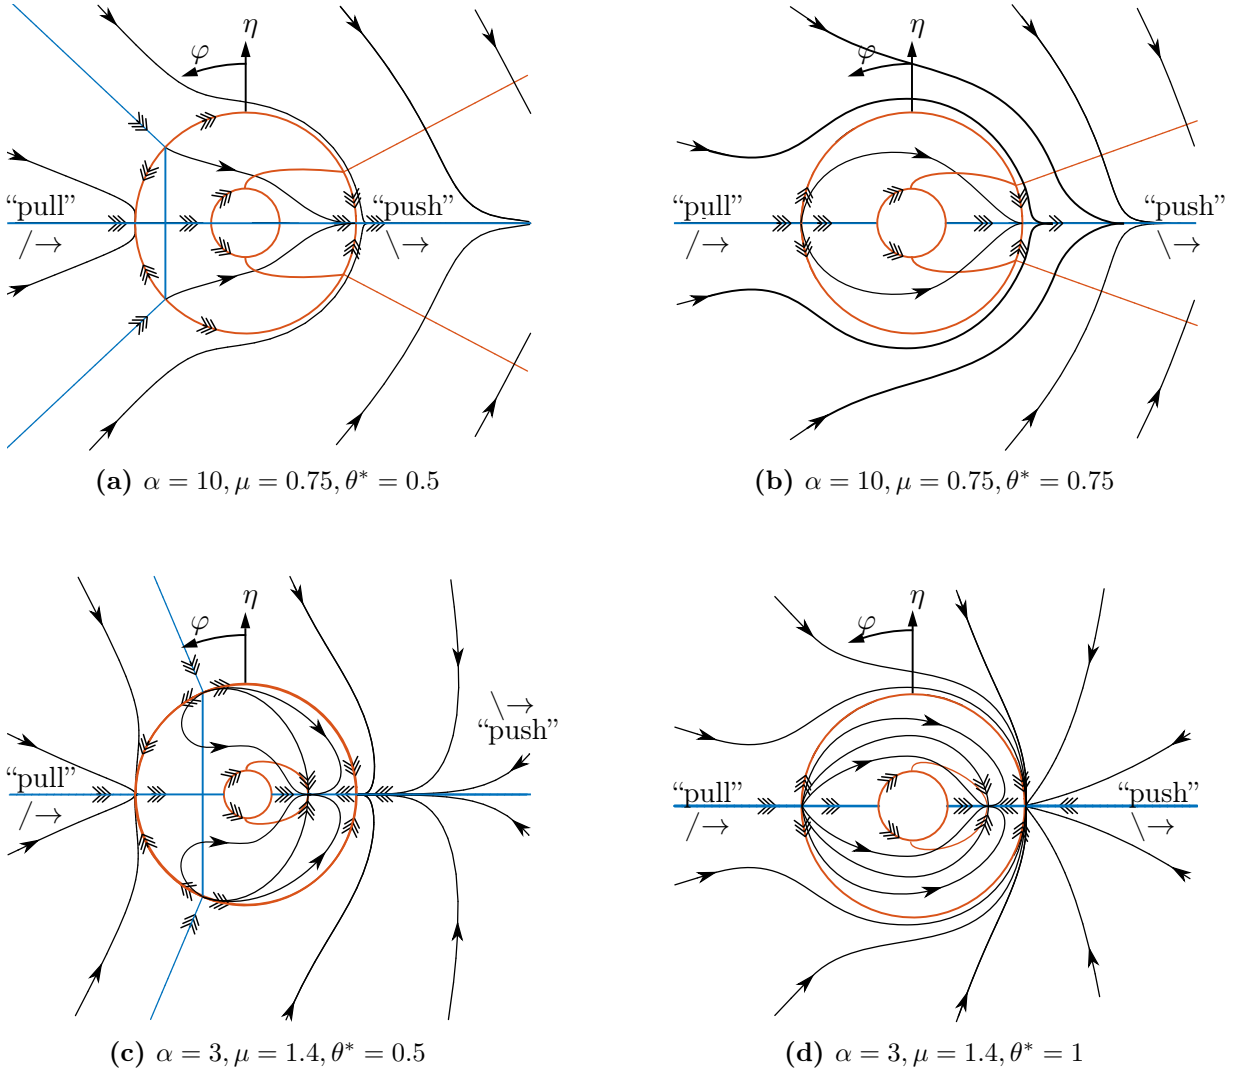 η
φ
“pull”
/→
“push”
\→
(a) α = 10, μ = 0.75, θ* = 0.5
η
φ
“pull”
/→
“push”
\→
(b) α = 10, μ = 0.75, θ* = 0.75
η
φ
“pull”
/→
\→
“push”
(c) α = 3, μ = 1.4, θ* = 0.5
η
φ
“pull”
/→
“push”
\→
(d) α = 3, μ = 1.4, θ* = 1